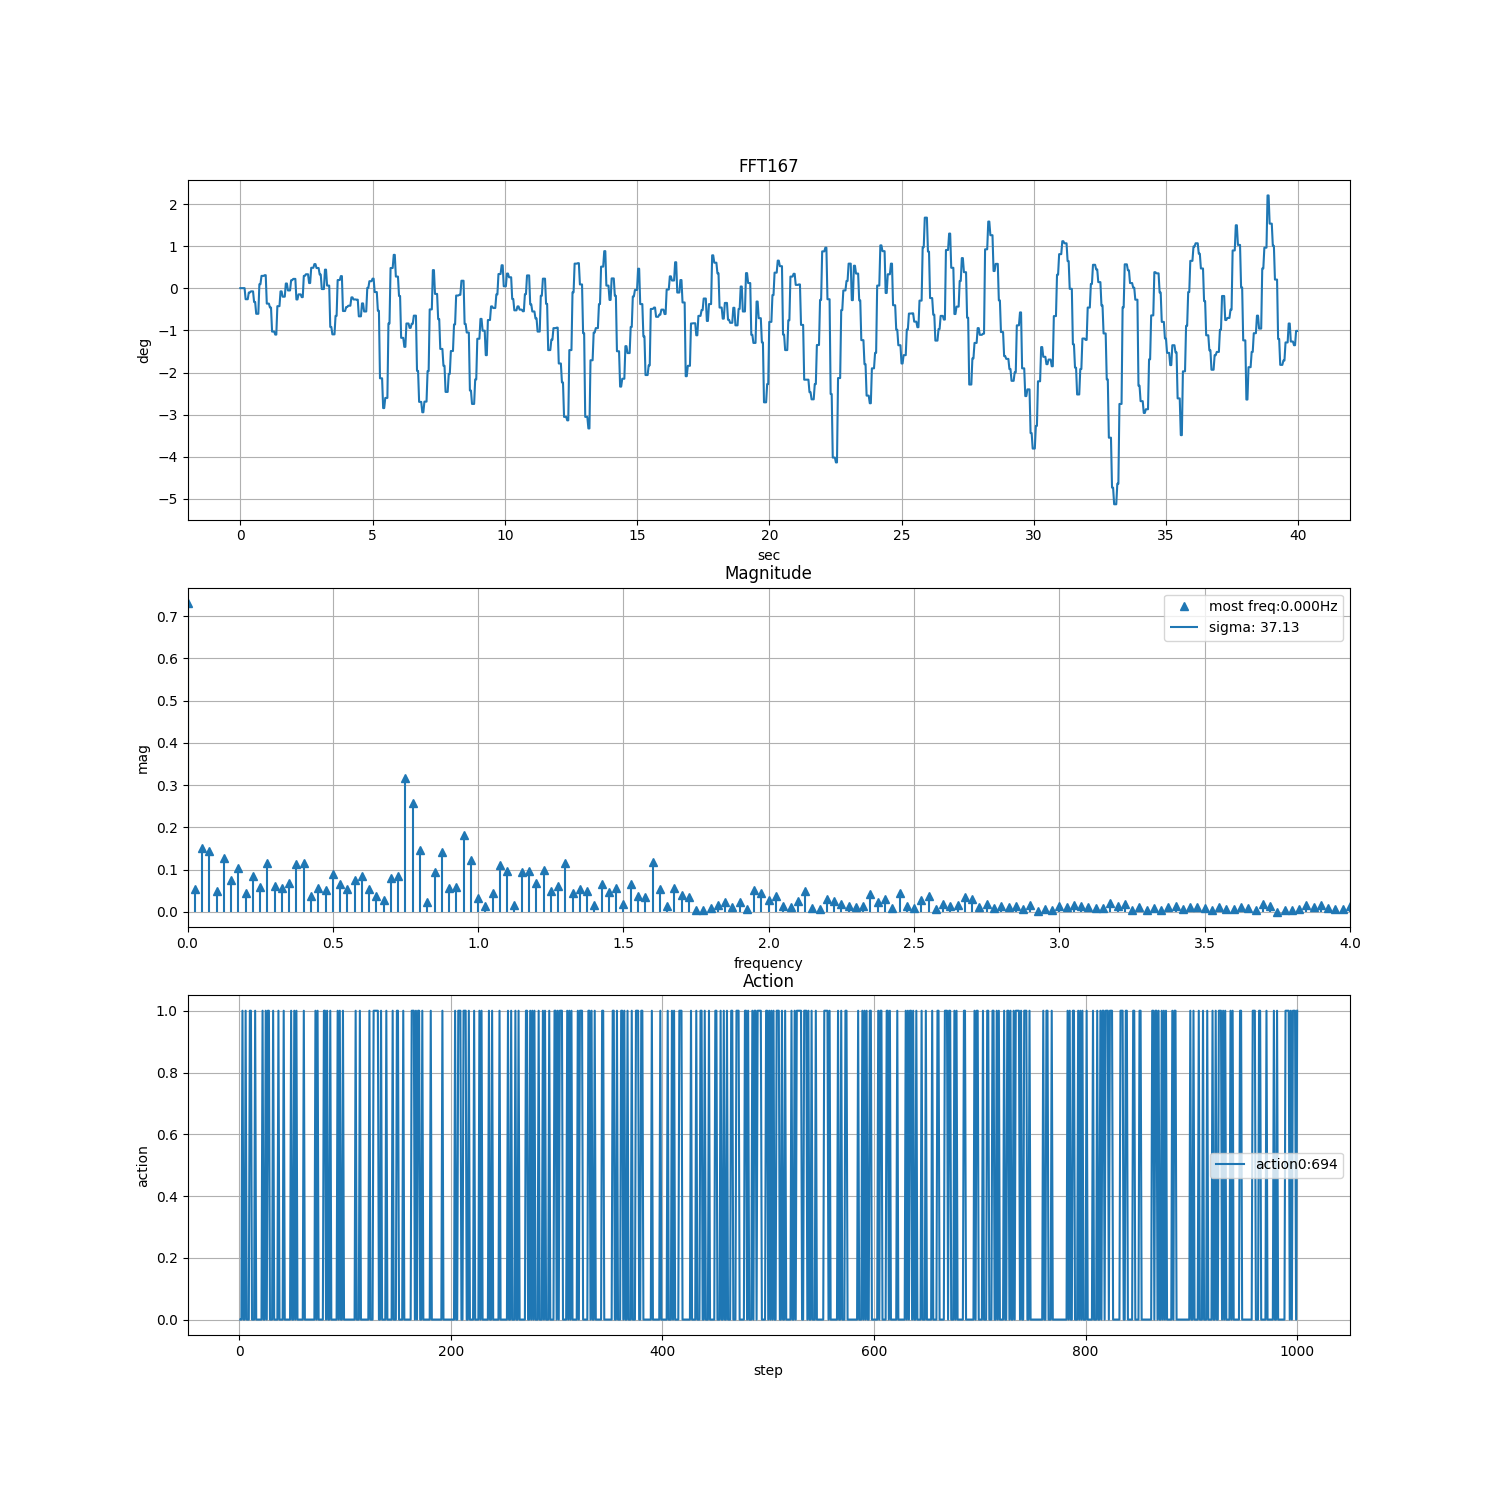 FFT167
2
1
0
−1
−2
−3
−4
−5
deg
0 5 10 15 20 25 30 35 40
sec
Magnitude
0.7
0.6
0.5
0.4
0.3
0.2
0.1
0.0
mag
most freq:0.000Hz
sigma: 37.13
0.0 0.5 1.0 1.5 2.0 2.5 3.0 3.5 4.0
frequency
Action
1.0
0.8
0.6
0.4
0.2
0.0
action
action0:694
0 200 400 600 800 1000
step